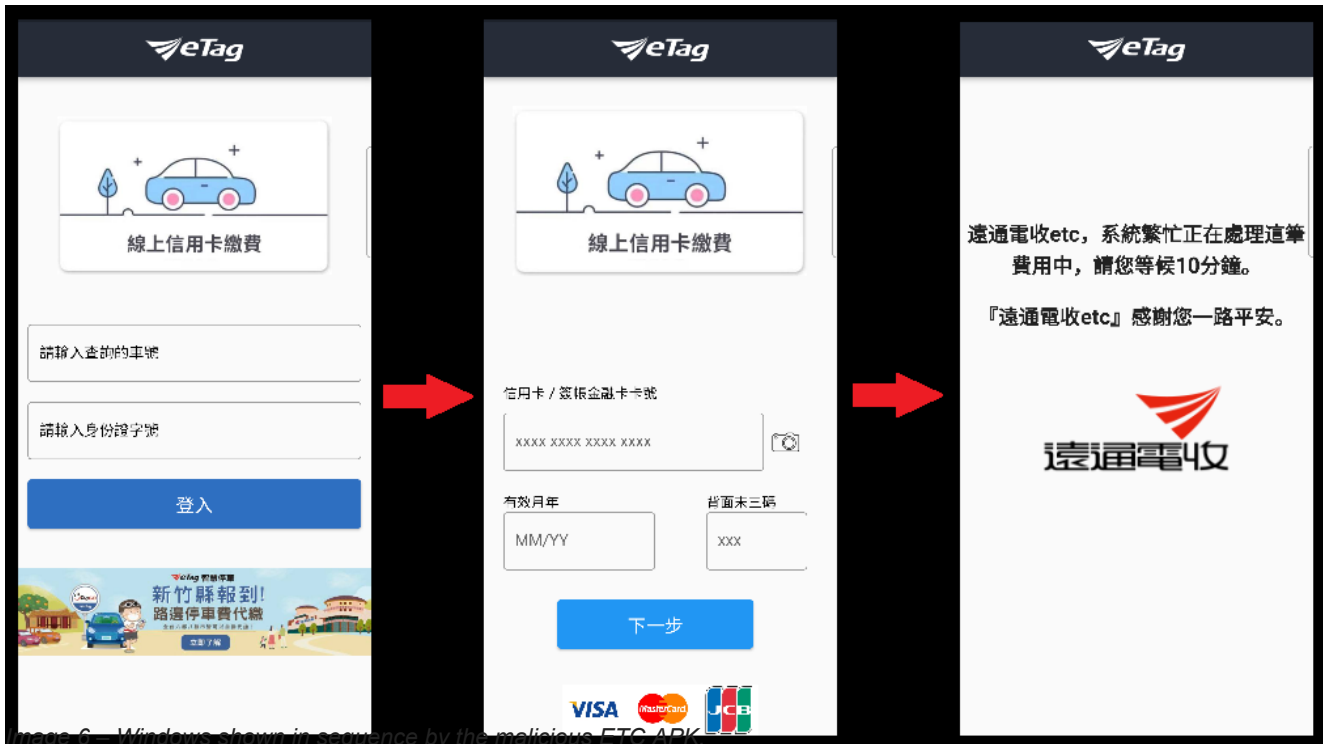 eTag
線上信用卡繳費
請輸入查詢的車號
請輸入身份證字號
登入
eTag 智慧停車
新竹縣報到!
路邊停車費代繳
立即了解
eTag
線上信用卡繳費
信用卡 / 簽帳金融卡卡號
xxxx xxxx xxxx xxxx
有效月年
背面末三碼
MM/YY
xxx
下一步
VISA
MasterCard
JCB
eTag
遠通電收etc，系統繁忙正在處理這筆
費用中，請您等候10分鐘。
『遠通電收etc』感謝您一路平安。
遠通電收
Image 6 – Windows shown in sequence by the malicious ETC APK